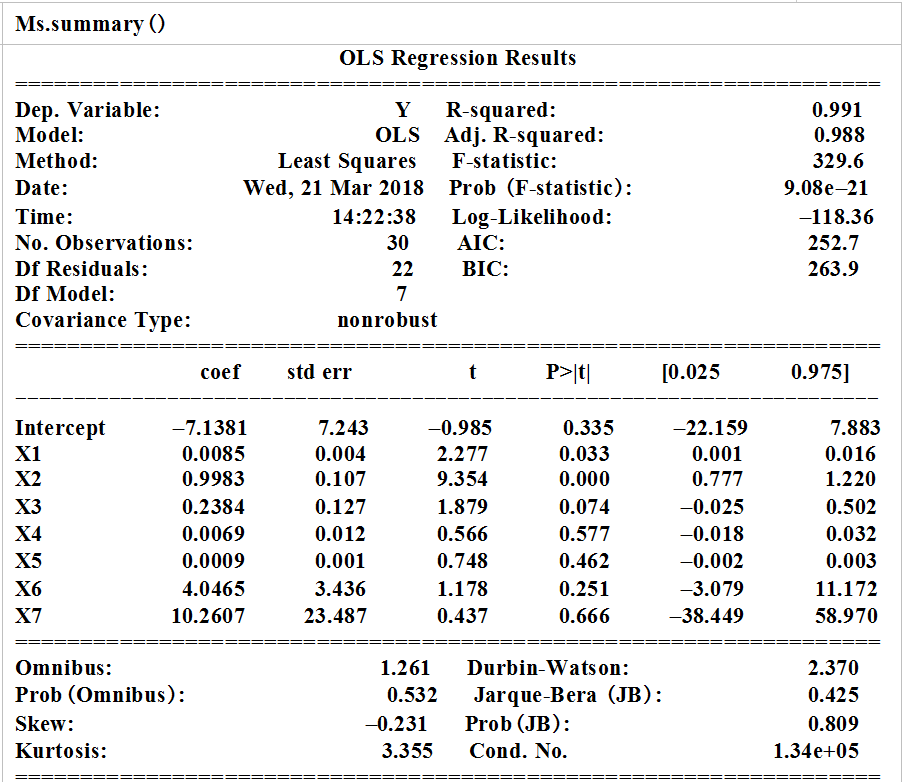 Ms.summary()
OLS Regression Results
==============================================================
Dep. Variable: Y R-squared: 0.991
Model: OLS Adj. R-squared: 0.988
Method: Least Squares F-statistic: 329.6
Date: Wed, 21 Mar 2018 Prob (F-statistic): 9.08e−21
Time: 14:22:38 Log-Likelihood: −118.36
No. Observations: 30 AIC: 252.7
Df Residuals: 22 BIC: 263.9
Df Model: 7
Covariance Type: nonrobust
==============================================================
coef std err t P>|t| [0.025 0.975]
--------------------------------------------------------------
Intercept −7.1381 7.243 −0.985 0.335 −22.159 7.883
X1 0.0085 0.004 2.277 0.033 0.001 0.016
X2 0.9983 0.107 9.354 0.000 0.777 1.220
X3 0.2384 0.127 1.879 0.074 −0.025 0.502
X4 0.0069 0.012 0.566 0.577 −0.018 0.032
X5 0.0009 0.001 0.748 0.462 −0.002 0.003
X6 4.0465 3.436 1.178 0.251 −3.079 11.172
X7 10.2607 23.487 0.437 0.666 −38.449 58.970
==============================================================
Omnibus: 1.261 Durbin-Watson: 2.370
Prob(Omnibus): 0.532 Jarque-Bera (JB): 0.425
Skew: −0.231 Prob(JB): 0.809
Kurtosis: 3.355 Cond. No. 1.34e+05
==============================================================